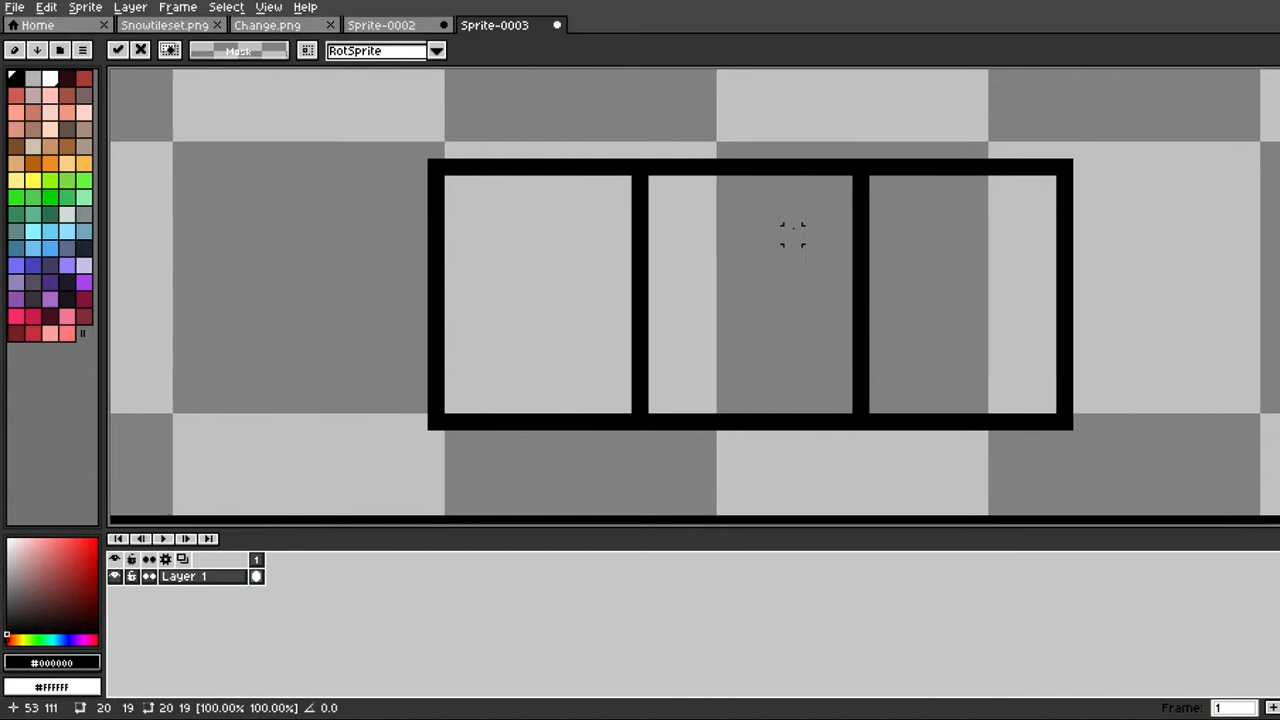 File Edit Sprite Layer Frame Select View Help
Home Snowtileset.png Change.png Sprite-0002 Sprite-0003
Mask RotSprite
1
Layer 1
#000000
#ffffff
53 111 20 19 20 19 [100.00% 100.00%] 0.0 Frame: 1